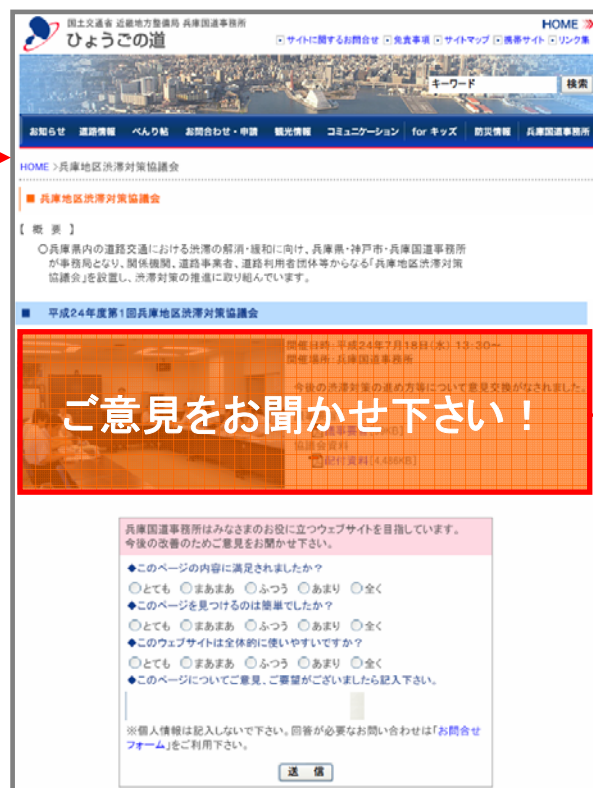 国土交通省 近畿地方整備局 兵庫国道事務所
HOME
ひょうごの道
サイトに関するお問合せ 免責事項 サイトマップ 携帯サイト リンク集
キーワード 検索
お知らせ 道路情報 べんり帖 お問合わせ・申請 観光情報 コミュニケーション for キッズ 防災情報 兵庫国道事務所
HOME >兵庫地区渋滞対策協議会
■ 兵庫地区渋滞対策協議会
【 概 要 】
○兵庫県内の道路交通における渋滞の解消・緩和に向け、兵庫県・神戸市・兵庫国道事務所
が事務局となり、関係機関、道路事業者、道路利用者団体等からなる「兵庫地区渋滞対策
協議会」を設置し、渋滞対策の推進に取り組んでいます。
■ 平成24年度第1回兵庫地区渋滞対策協議会
開催日時:平成24年7月18日(水) 13:30~
開催場所:兵庫国道事務所
今後の渋滞対策の進め方等について意見交換がなされました。
ご意見をお聞かせ下さい!
協議会資料
配付資料[4,486KB]
兵庫国道事務所はみなさまのお役に立つウェブサイトを目指しています。
今後の改善のためご意見をお聞かせ下さい。
◆このページの内容に満足されましたか?
○とても ○まあまあ ○ふつう ○あまり ○全く
◆このページを見つけるのは簡単でしたか?
○とても ○まあまあ ○ふつう ○あまり ○全く
◆このウェブサイトは全体的に使いやすいですか?
○とても ○まあまあ ○ふつう ○あまり ○全く
◆このページについてご意見、ご要望がございましたら記入下さい。
※個人情報は記入しないで下さい。回答が必要なお問い合わせは「お問合せ
フォーム」をご利用下さい。
送 信